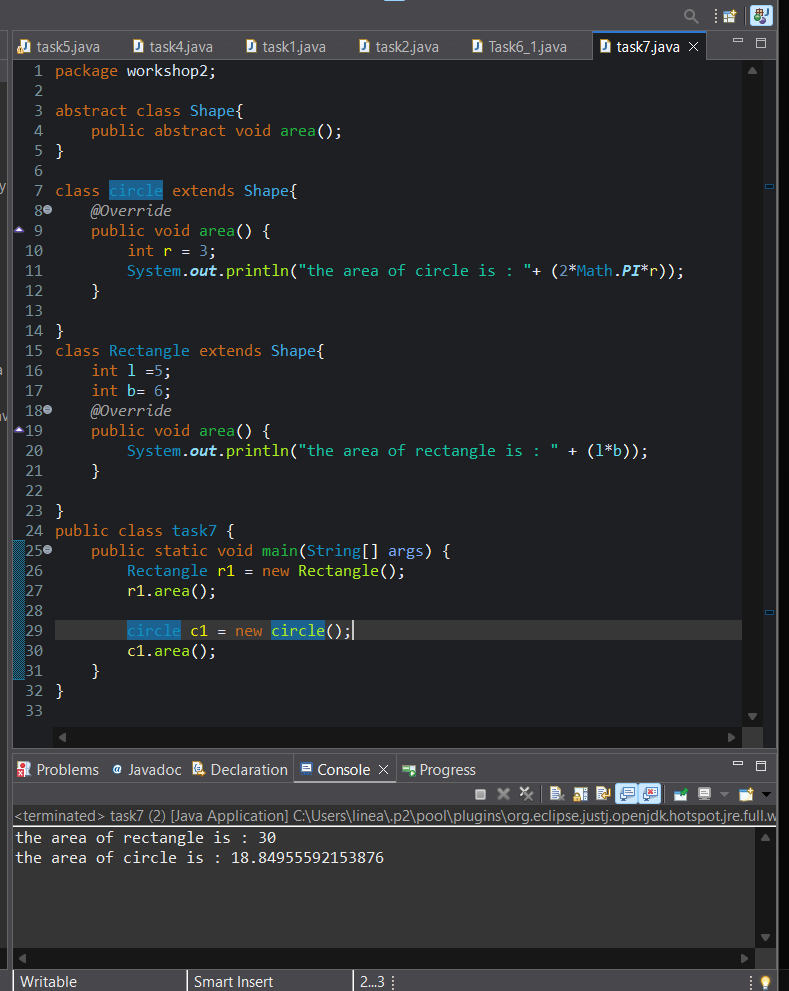 task5.java task4.java task1.java task2.java Task6_1.java task7.java
1 package workshop2;
2
3 abstract class Shape{
4     public abstract void area();
5 }
6
7 class circle extends Shape{
8     @Override
9     public void area() {
10         int r = 3;
11         System.out.println("the area of circle is : "+ (2*Math.PI*r));
12     }
13
14 }
15 class Rectangle extends Shape{
16     int l =5;
17     int b= 6;
18     @Override
19     public void area() {
20         System.out.println("the area of rectangle is : " + (l*b));
21     }
22
23 }
24 public class task7 {
25     public static void main(String[] args) {
26         Rectangle r1 = new Rectangle();
27         r1.area();
28
29         circle c1 = new circle();
30         c1.area();
31     }
32 }
33
Problems Javadoc Declaration Console Progress
<terminated> task7 (2) [Java Application] C:\Users\linea\.p2\pool\plugins\org.eclipse.justj.openjdk.hotspot.jre.full.w
the area of rectangle is : 30
the area of circle is : 18.84955592153876
Writable Smart Insert 2...3